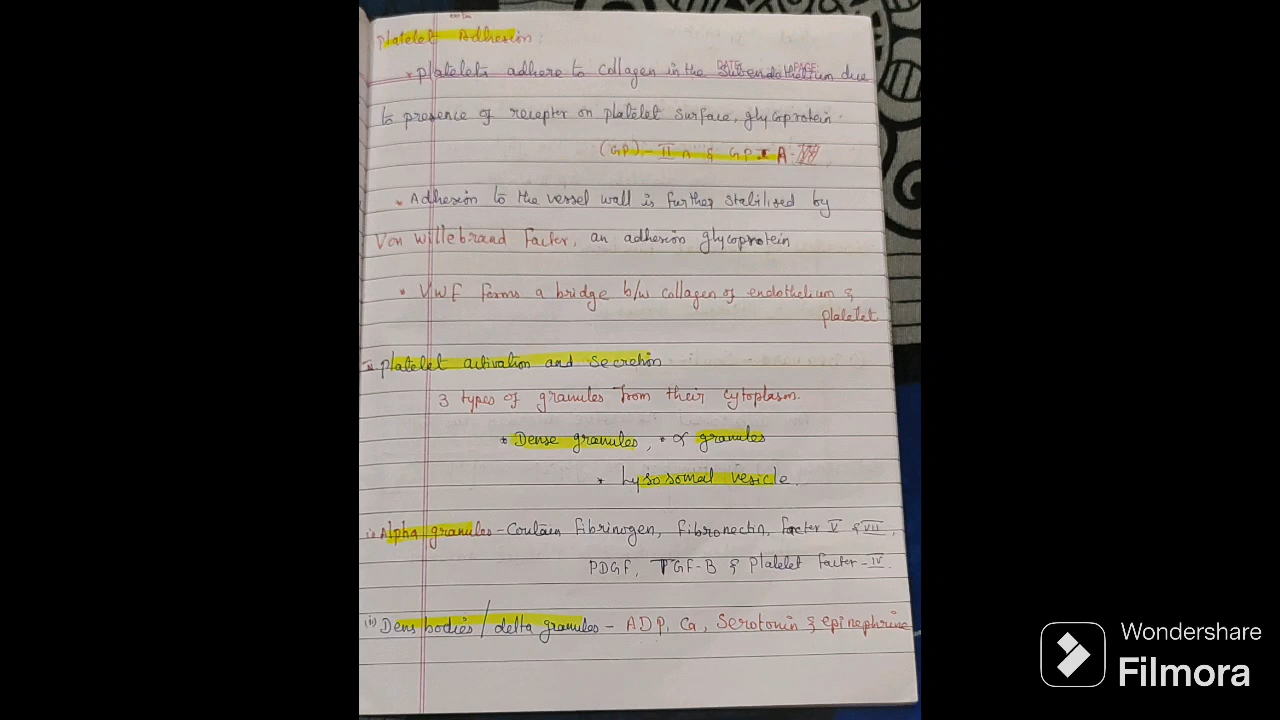 Platelet Adhesion:
* Platelets adhere to collagen in the Subendothelium due
DATE: PAGE:
to presence of receptor on platelet surface, glycoprotein.
(GP) - II A & GP I A -
• Adhesion to the vessel wall is further stabilised by
Von Willebrand Factor, an adhesion glycoprotein
• VWF forms a bridge b/w collagen of endothelium &
platelet
Platelet activation and secretion
3 types of granules from their cytoplasm.
* Dense granules, * α granules
* Lysosomal vesicle.
i) Alpha granules - Contain Fibrinogen, Fibronectin, Factor V & VII,
PDGF, TGF-B & Platelet Factor - IV.
(ii) Dens bodies / delta granules - ADP, Ca, Serotonin & epinephrine
Wondershare
Filmora